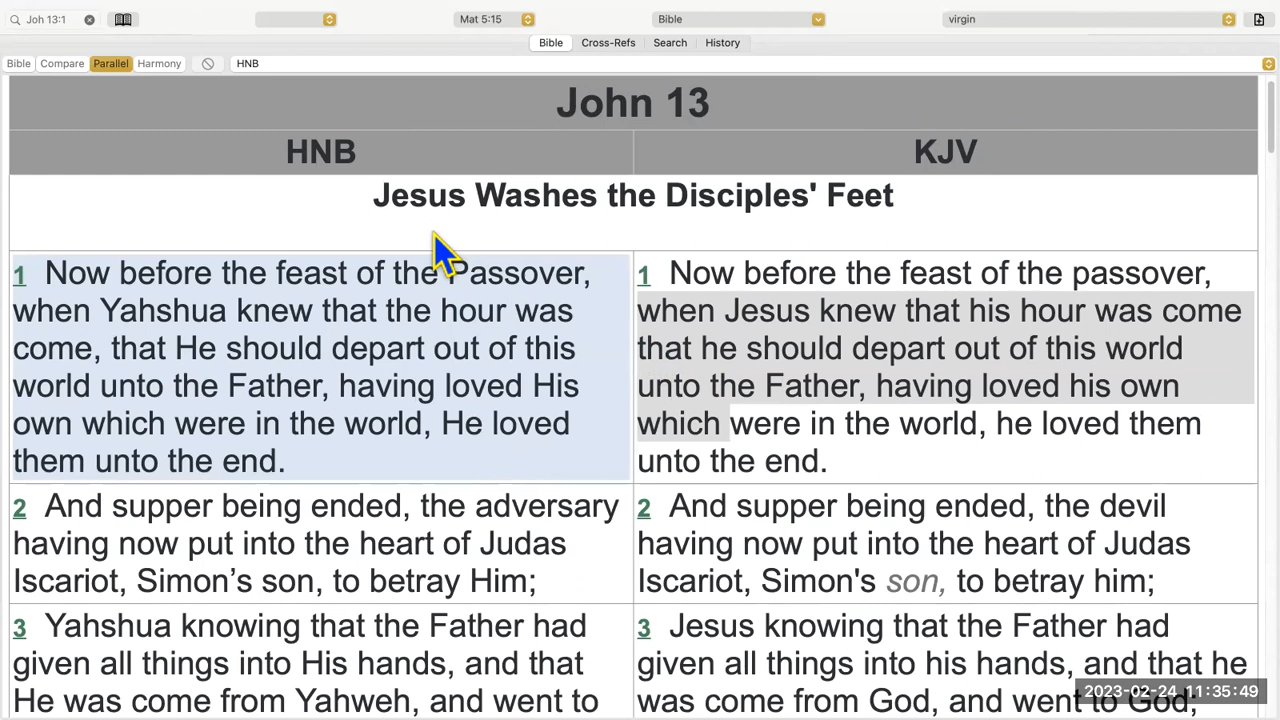 Joh 13:1
Mat 5:15
Bible
virgin
Bible
Cross-Refs
Search
History
Bible
Compare
Parallel
Harmony
HNB
John 13
HNB
KJV
Jesus Washes the Disciples' Feet
1 Now before the feast of the Passover,
when Yahshua knew that the hour was
come, that He should depart out of this
world unto the Father, having loved His
own which were in the world, He loved
them unto the end.
1 Now before the feast of the passover,
when Jesus knew that his hour was come
that he should depart out of this world
unto the Father, having loved his own
which were in the world, he loved them
unto the end.
2 And supper being ended, the adversary
having now put into the heart of Judas
Iscariot, Simon’s son, to betray Him;
2 And supper being ended, the devil
having now put into the heart of Judas
Iscariot, Simon's son, to betray him;
3 Yahshua knowing that the Father had
given all things into His hands, and that
He was come from Yahweh, and went to
3 Jesus knowing that the Father had
given all things into his hands, and that he
was come from God, and went to God;
2023-02-24 11:35:49